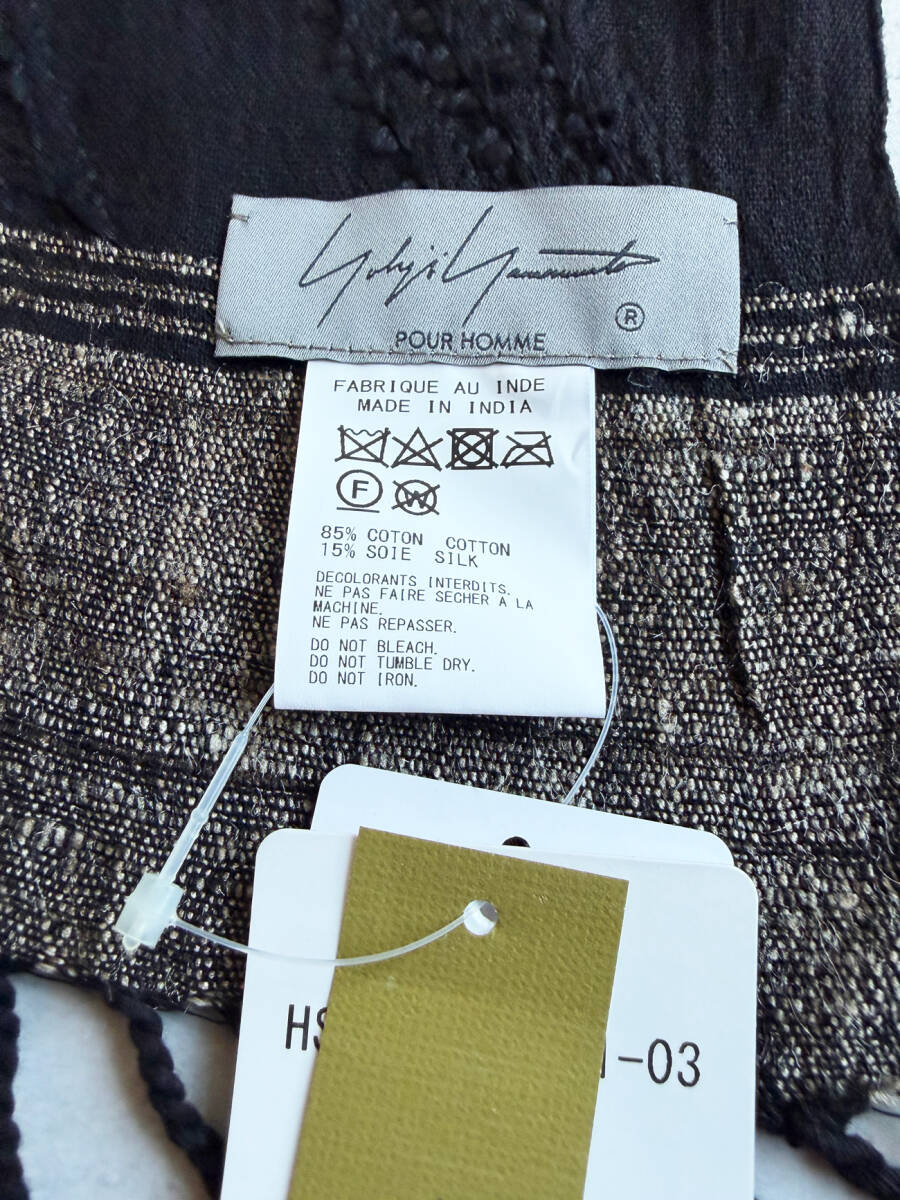 Yohji Yamamoto
®
POUR HOMME
FABRIQUE AU INDE
MADE IN INDIA
F W
85% COTON COTTON
15% SOIE SILK
DECOLORANTS INTERDITS.
NE PAS FAIRE SECHER A LA
MACHINE.
NE PAS REPASSER.
DO NOT BLEACH.
DO NOT TUMBLE DRY.
DO NOT IRON.
-03